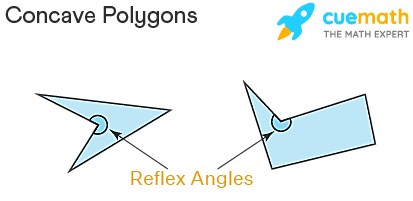 Concave Polygons
cuemath
THE MATH EXPERT
Reflex Angles